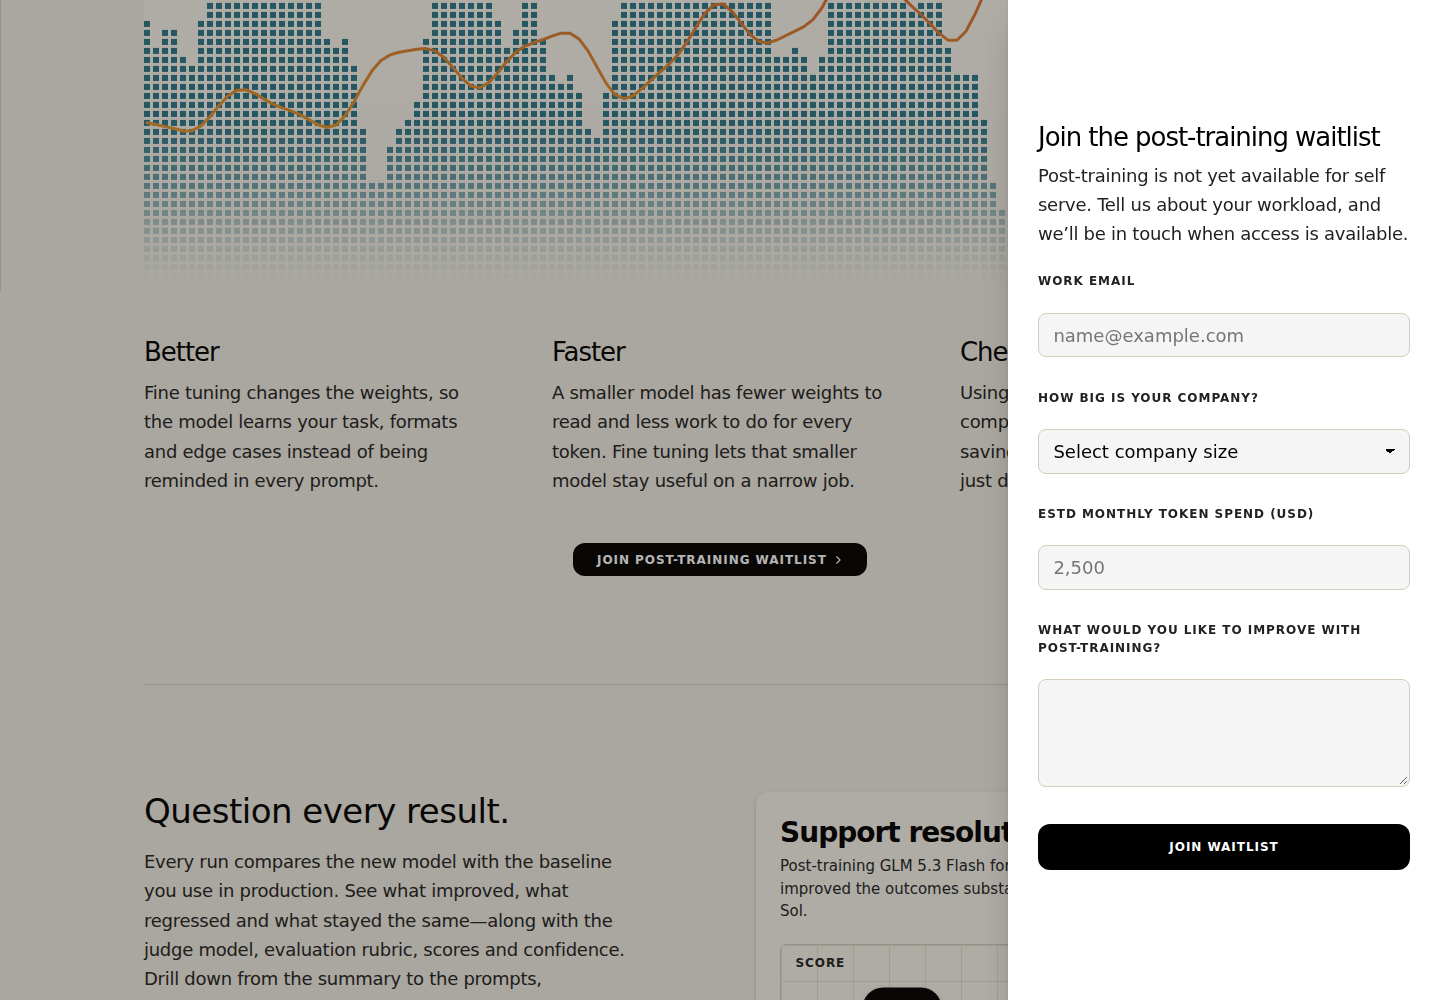 Better
Fine tuning changes the weights, so
the model learns your task, formats
and edge cases instead of being
reminded in every prompt.
Faster
A smaller model has fewer weights to
read and less work to do for every
token. Fine tuning lets that smaller
model stay useful on a narrow job.
Using
just
JOIN POST-TRAINING WAITLIST
Question every result.
Every run compares the new model with the baseline
you use in production. See what improved, what
regressed and what stayed the same—along with the
judge model, evaluation rubric, scores and confidence.
Drill down from the summary to the prompts,
Support
Post-training GLM 5.3 Flash for
improved the outcomes
Sol.
SCORE
Join the post-training waitlist
Post-training is not yet available for self
serve. Tell us about your workload, and
we’ll be in touch when access is available.
WORK EMAIL
name@example.com
HOW BIG IS YOUR COMPANY?
Select company size
ESTD MONTHLY TOKEN SPEND (USD)
2,500
WHAT WOULD YOU LIKE TO IMPROVE WITH
POST-TRAINING?
JOIN WAITLIST